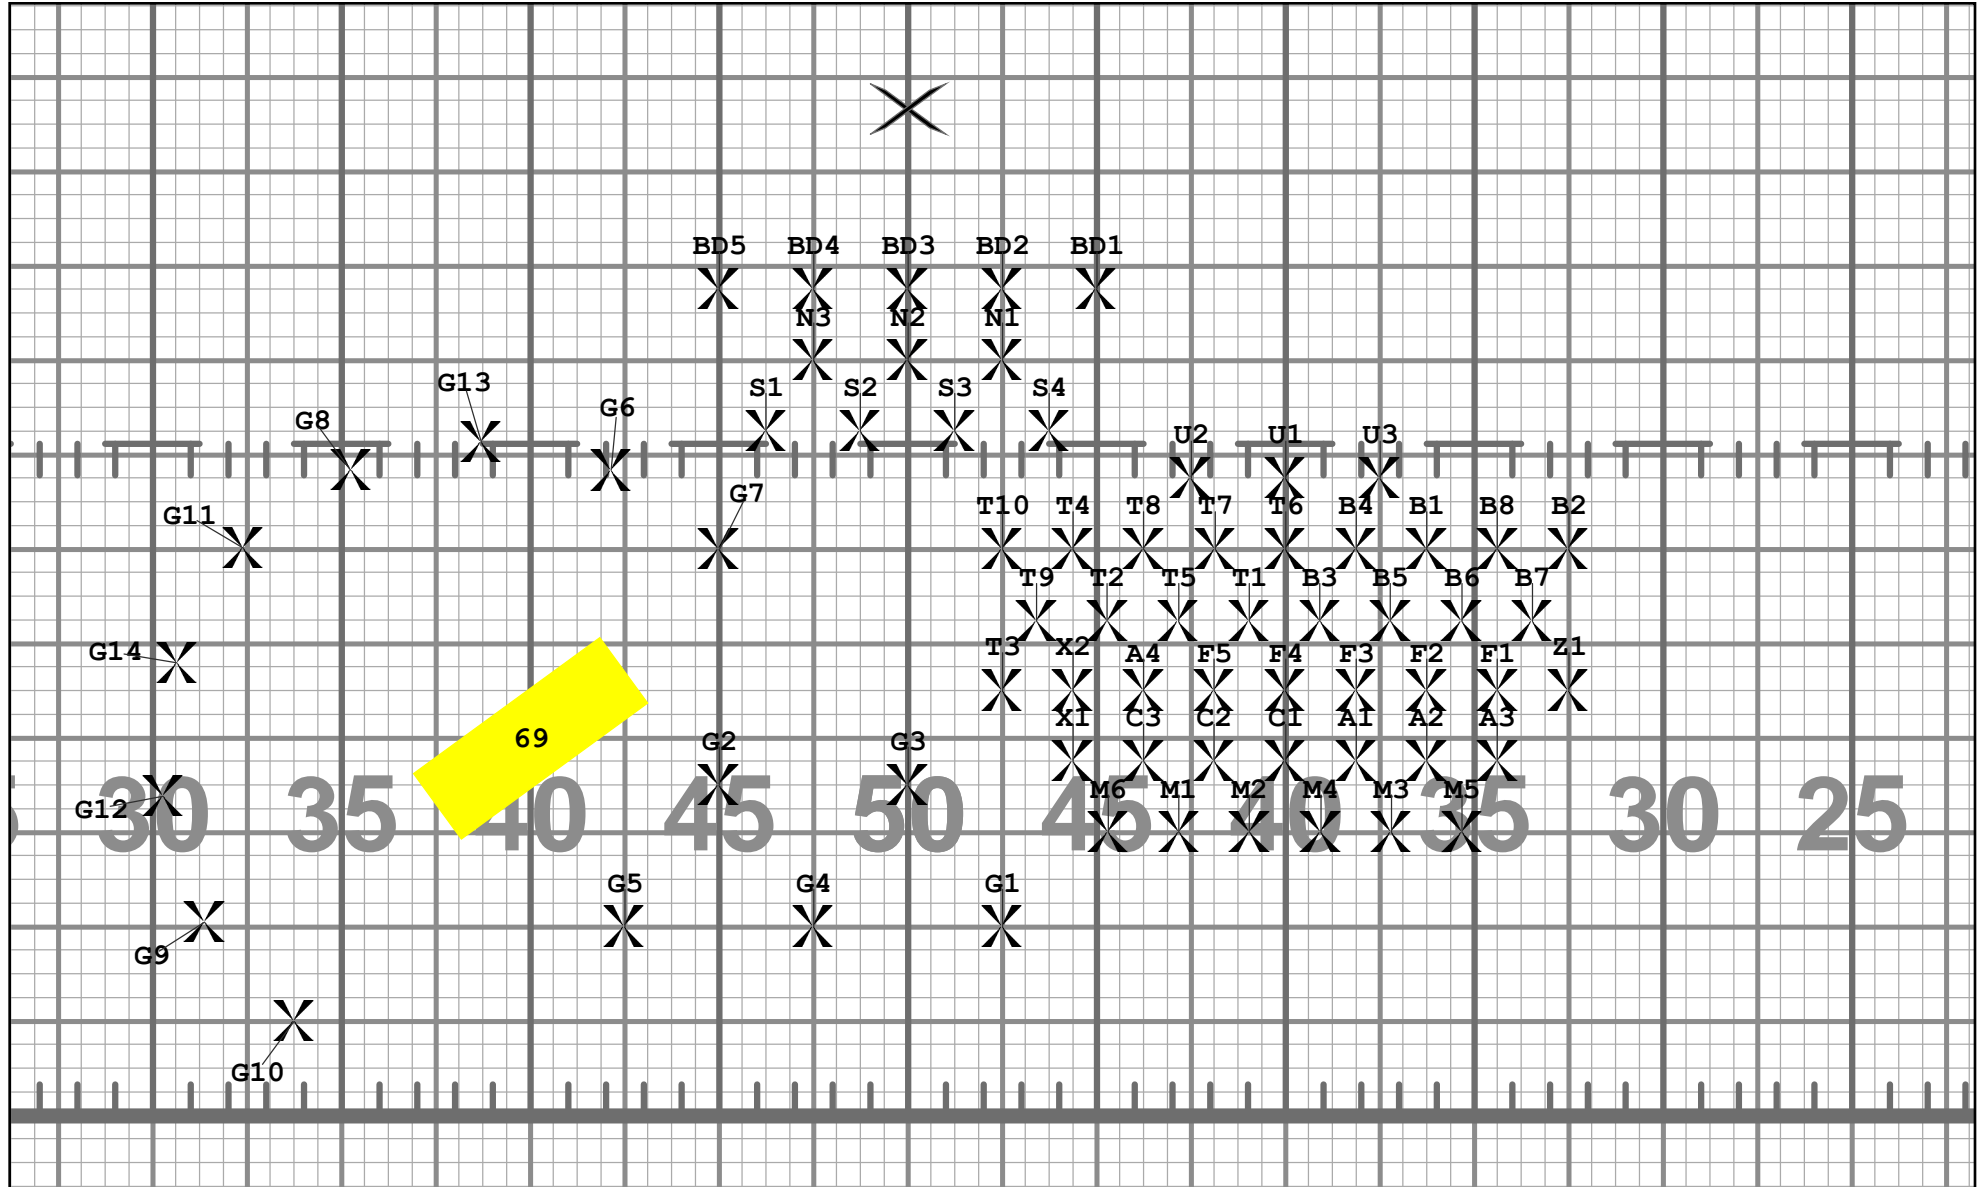 BD5 BD4 BD3 BD2 BD1
N3 N2 N1
G13 S1 S2 S3 S4
G8 G6 U2 U1 U3
G11 G7 T10 T4 T8 T7 T6 B4 B1 B8 B2
T9 T2 T5 T1 B3 B5 B6 B7
G14 T3 X2 A4 F5 F4 F3 F2 F1 Z1
69 G2 G3 X1 C3 C2 C1 A1 A2 A3
G12 M6 M1 M2 M4 M3 M5
5 30 35 40 45 50 45 40 35 30 25
G5 G4 G1
G9
G10